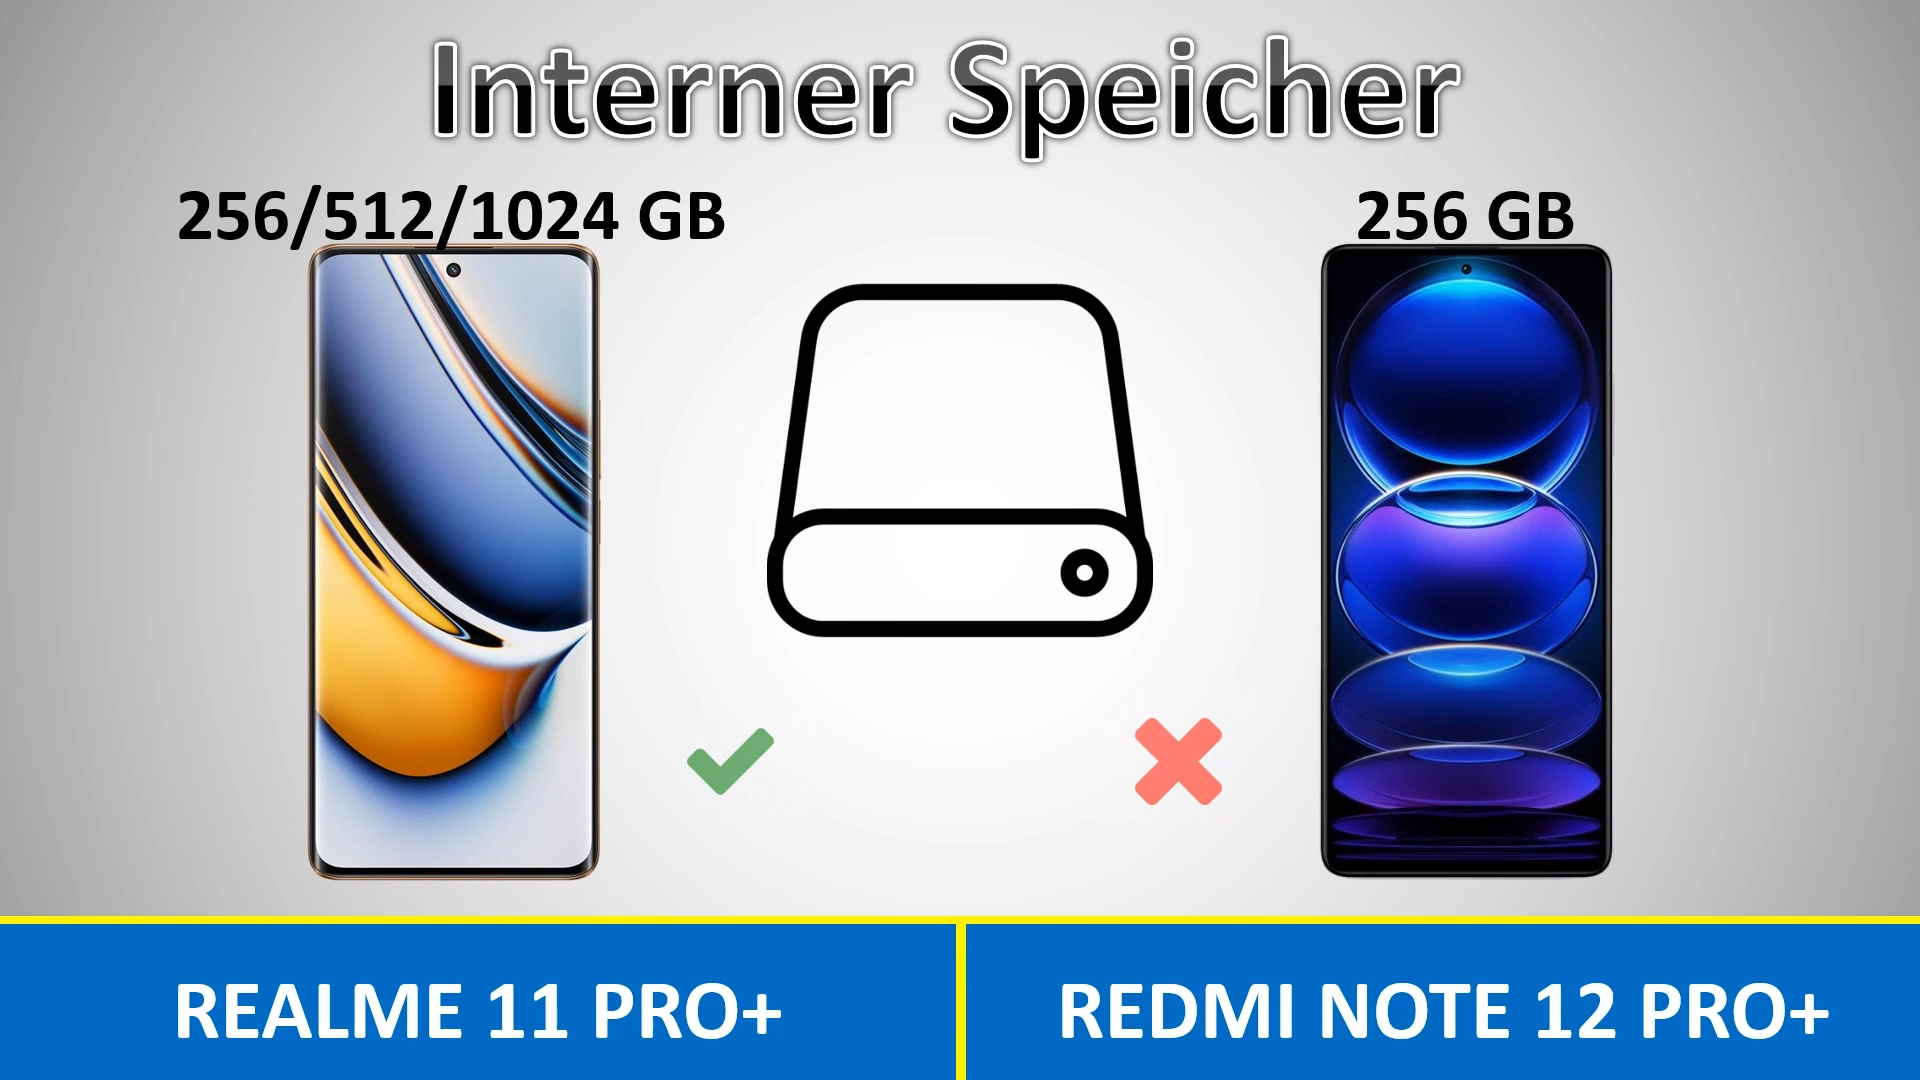 Interner Speicher
256/512/1024 GB
256 GB
REALME 11 PRO+
REDMI NOTE 12 PRO+